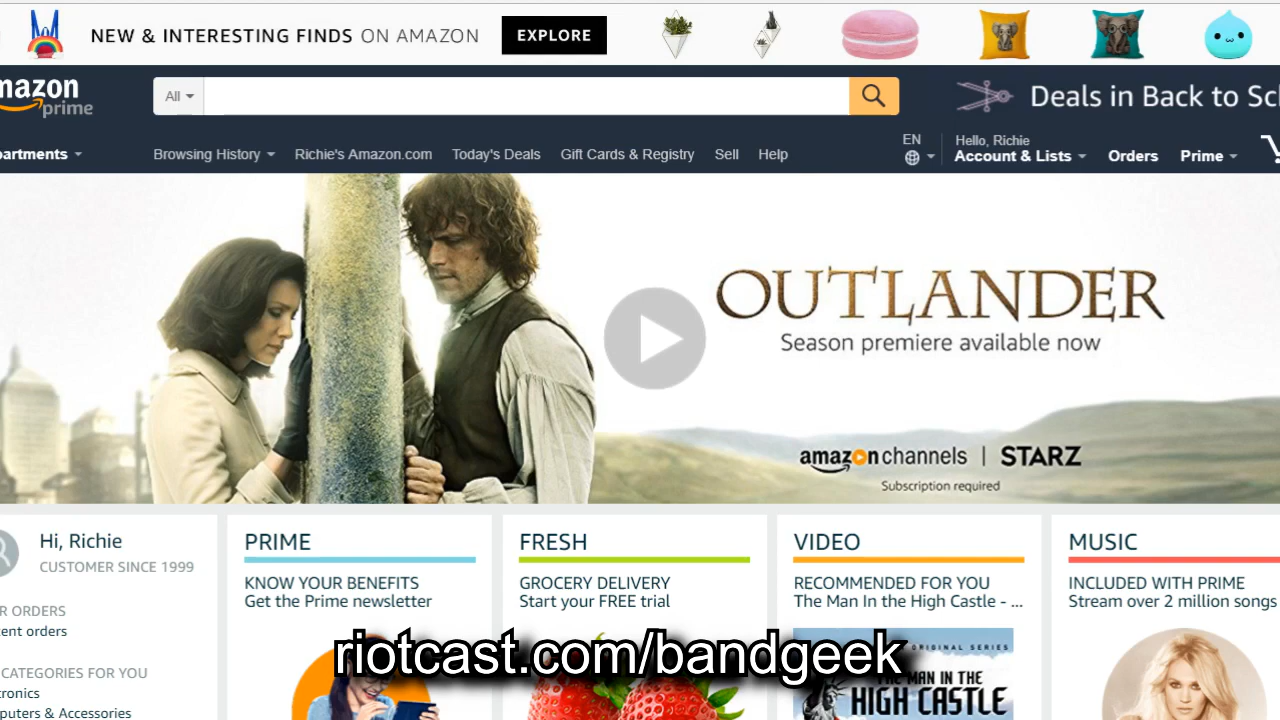 NEW & INTERESTING FINDS ON AMAZON EXPLORE
mazon
prime
All
Deals in Back to Sch
partments
Browsing History Richie's Amazon.com Today's Deals Gift Cards & Registry Sell Help
EN
Hello, Richie
Account & Lists Orders Prime
OUTLANDER
Season premiere available now
amazon channels | STARZ
Subscription required
Hi, Richie
CUSTOMER SINCE 1999
R ORDERS
ent orders
CATEGORIES FOR YOU
tronics
puters & Accessories
PRIME
KNOW YOUR BENEFITS
Get the Prime newsletter
FRESH
GROCERY DELIVERY
Start your FREE trial
VIDEO
RECOMMENDED FOR YOU
The Man In the High Castle - ...
ORIGINAL SERIES
THE MAN IN THE
HIGH CASTLE
MUSIC
INCLUDED WITH PRIME
Stream over 2 million songs
riotcast.com/bandgeek